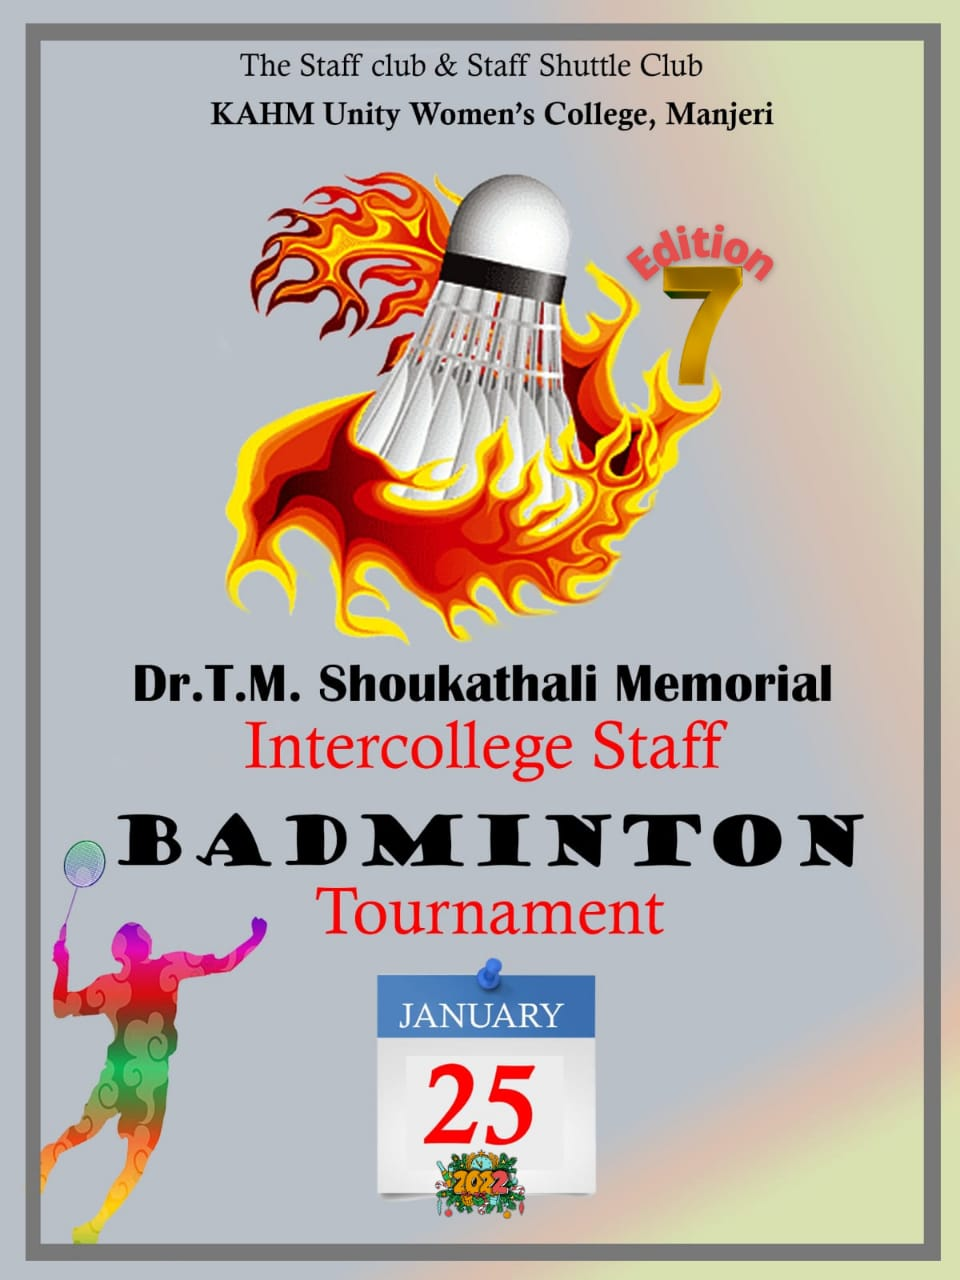 The Staff club & Staff Shuttle Club
KAHM Unity Women’s College, Manjeri
Edition
7
Dr.T.M. Shoukathali Memorial
Intercollege Staff
BADMINTON
Tournament
JANUARY
25
2022